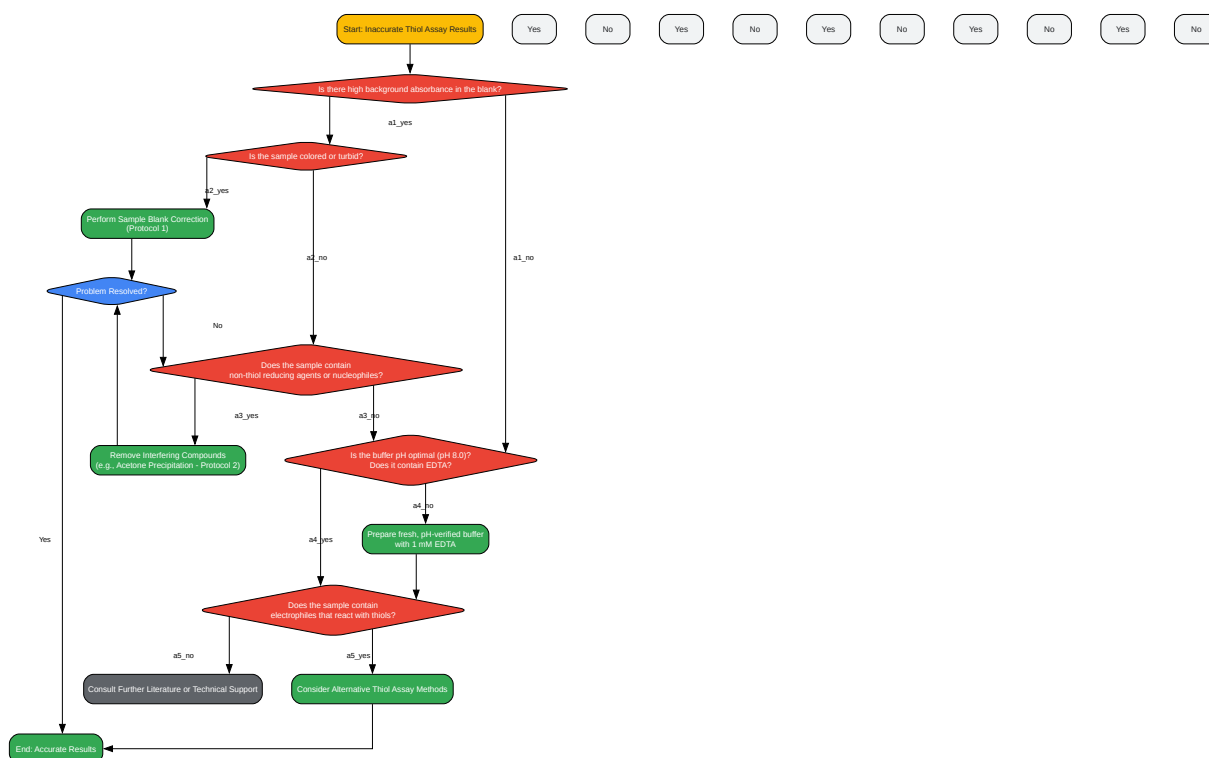 Start: Inaccurate Thiol Assay Results
Yes
No
Yes
No
Yes
No
Yes
No
Yes
No
Is there high background absorbance in the blank?
a1_yes
Is the sample colored or turbid?
a2_yes
Perform Sample Blank Correction
(Protocol 1)
a2_no
a1_no
Problem Resolved?
No
Does the sample contain
non-thiol reducing agents or nucleophiles?
a3_yes
a3_no
Remove Interfering Compounds
(e.g., Acetone Precipitation - Protocol 2)
Is the buffer pH optimal (pH 8.0)?
Does it contain EDTA?
a4_no
Yes
a4_yes
Prepare fresh, pH-verified buffer
with 1 mM EDTA
Does the sample contain
electrophiles that react with thiols?
a5_no
a5_yes
Consult Further Literature or Technical Support
Consider Alternative Thiol Assay Methods
End: Accurate Results